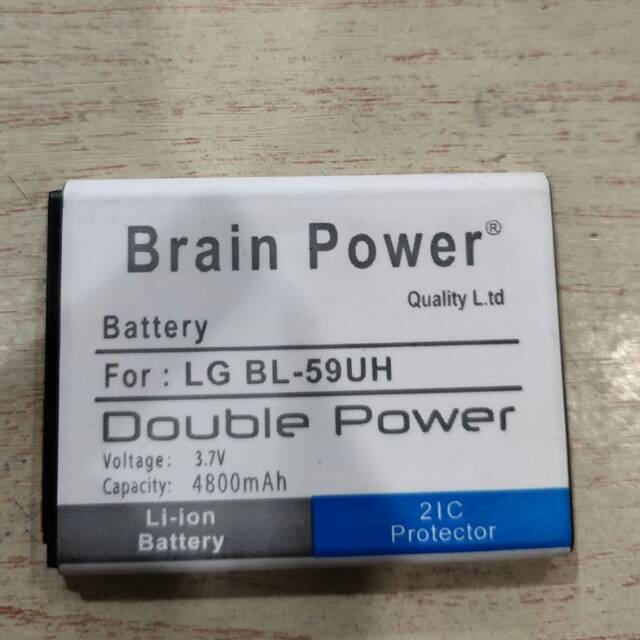 Brain Power®
Quality L.td
Battery
For : LG BL-59UH
Double Power
Voltage: 3.7V
Capacity: 4800mAh
Li-ion
Battery
2IC
Protector